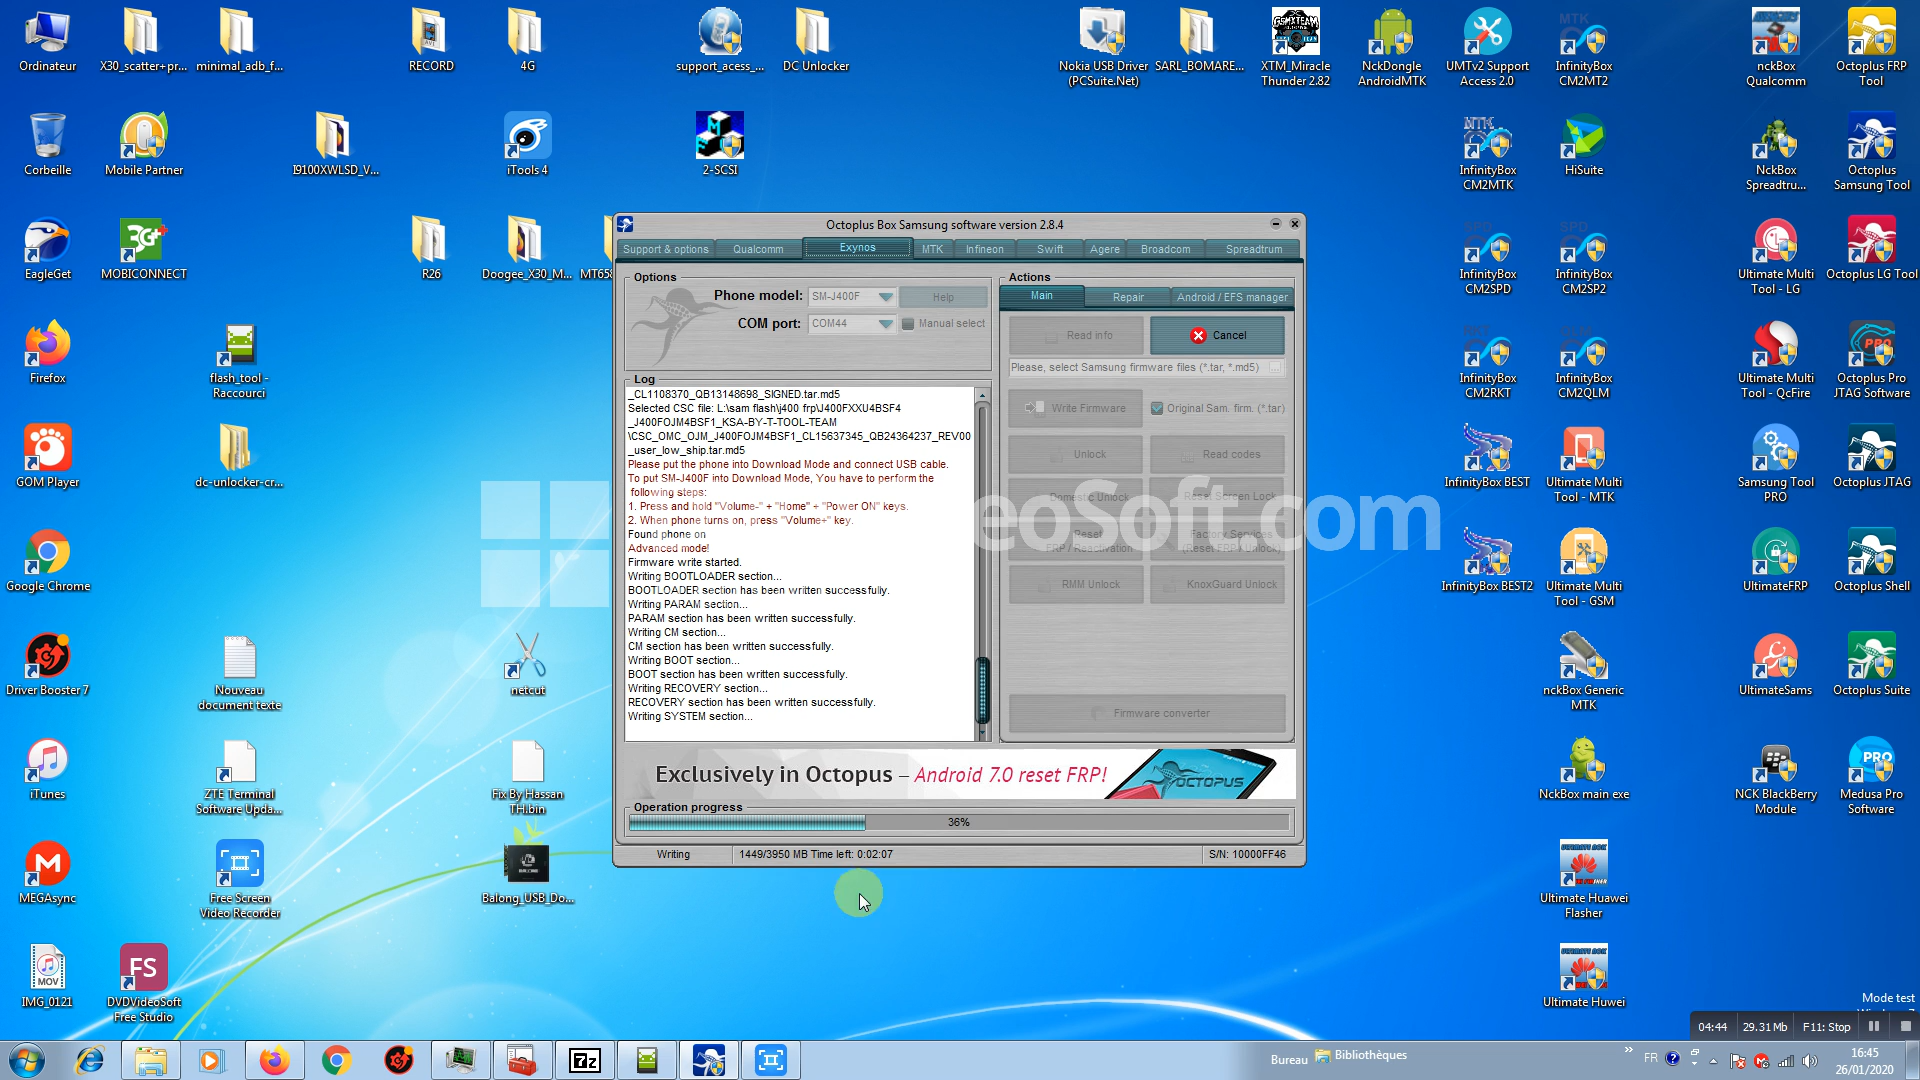 Ordinateur
X30_scatter+pr...
minimal_adb_f...
RECORD
4G
support_acess_...
DC Unlocker
Nokia USB Driver
(PCSuite.Net)
SARL_BOMARE...
XTM_Miracle
Thunder 2.82
NckDongle
AndroidMTK
UMTv2 Support
Access 2.0
InfinityBox
CM2MT2
nckBox
Qualcomm
Octoplus FRP
Tool
Corbeille
Mobile Partner
I9100XWLSD_V...
iTools 4
2-SCSI
InfinityBox
CM2MTK
HiSuite
NckBox
Spreadtru...
Octoplus
Samsung Tool
EagleGet
MOBICONNECT
R26
Doogee_X30_M...
MT658
InfinityBox
CM2SPD
InfinityBox
CM2SP2
Ultimate Multi
Tool - LG
Octoplus LG Tool
Firefox
flash_tool -
Raccourci
InfinityBox
CM2RKT
InfinityBox
CM2QLM
Ultimate Multi
Tool - QcFire
Octoplus Pro
JTAG Software
GOM Player
dc-unlocker-cr...
InfinityBox BEST
Ultimate Multi
Tool - MTK
Samsung Tool
PRO
Octoplus JTAG
Google Chrome
InfinityBox BEST2
Ultimate Multi
Tool - GSM
UltimateFRP
Octoplus Shell
Driver Booster 7
Nouveau
document texte
netcut
nckBox Generic
MTK
UltimateSams
Octoplus Suite
iTunes
ZTE Terminal
Software Upda...
Fix By Hassan
TH.bin
NckBox main exe
NCK BlackBerry
Module
Medusa Pro
Software
MEGAsync
Free Screen
Video Recorder
Balong_USB_Do...
Ultimate Huawei
Flasher
IMG_0121
DVDVideoSoft
Free Studio
Ultimate Huwei
Octoplus Box Samsung software version 2.8.4
Support & options Qualcomm Exynos MTK Infineon Swift Agere Broadcom Spreadtrum
Options
Phone model: SM-J400F Help
COM port: COM44 Manual select
Log
_CL1108370_QB13148698_SIGNED.tar.md5
Selected CSC file: L:\sam flash\j400 frp\J400FXXU4BSF4
_J400FOJM4BSF1_KSA-BY-T-TOOL-TEAM
\CSC_OMC_OJM_J400FOJM4BSF1_CL15637345_QB24364237_REV00
_user_low_ship.tar.md5
Please put the phone into Download Mode and connect USB cable.
To put SM-J400F into Download Mode, You have to perform the
following steps:
1. Press and hold "Volume-" + "Home" + "Power ON" keys.
2. When phone turns on, press "Volume+" key.
Found phone on
Advanced mode!
Firmware write started.
Writing BOOTLOADER section...
BOOTLOADER section has been written successfully.
Writing PARAM section...
PARAM section has been written successfully.
Writing CM section...
CM section has been written successfully.
Writing BOOT section...
BOOT section has been written successfully.
Writing RECOVERY section...
RECOVERY section has been written successfully.
Writing SYSTEM section...
Actions
Main Repair Android / EFS manager
Read info Cancel
Please, select Samsung firmware files (*.tar, *.md5)
Write Firmware Original Sam. firm. (*.tar)
Unlock Read codes
Domestic Unlock Reset Screen Lock
Reset
FRP / Reactivation
Factory Services
(Reset FRP / Unlock)
RMM Unlock KnoxGuard Unlock
Firmware converter
eoSoft.com
Exclusively in Octopus – Android 7.0 reset FRP!
OCTOPUS
Operation progress
36%
Writing 1449/3950 MB Time left: 0:02:07 S/N: 10000FF46
Mode test
04:44 29.31 Mb F11: Stop
Bureau Bibliothèques
FR
16:45
26/01/2020